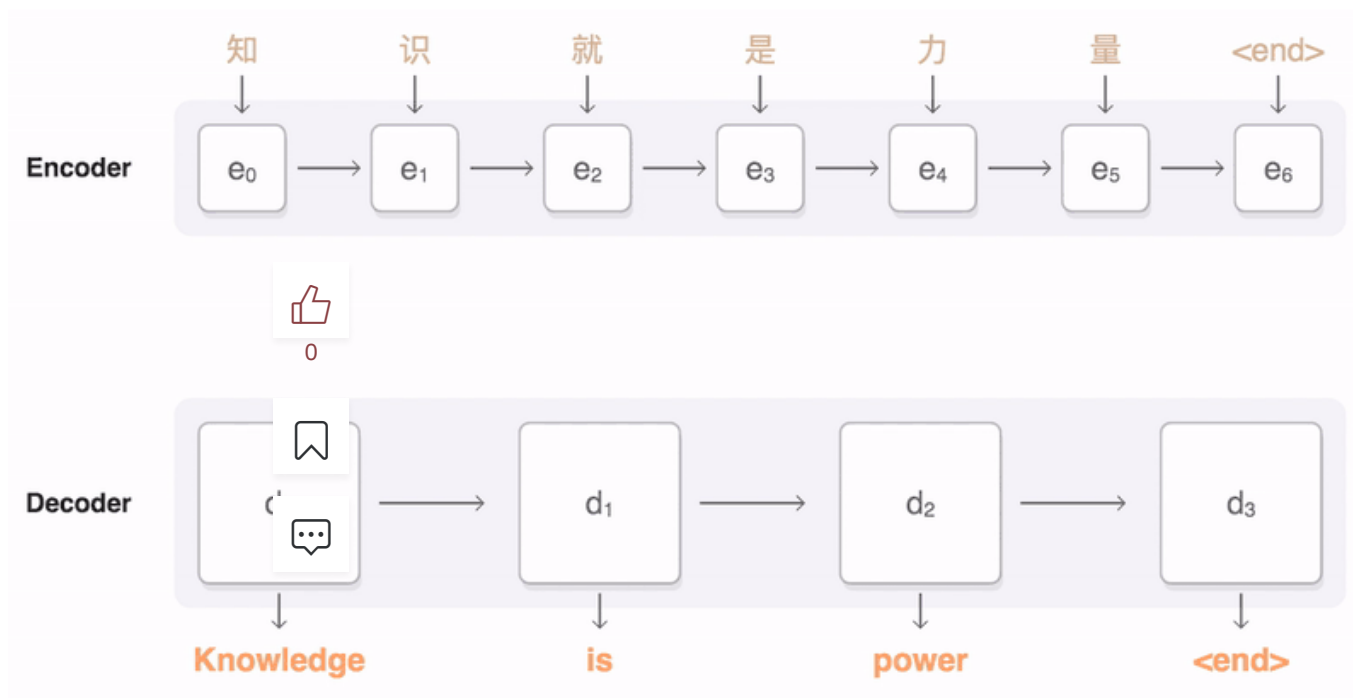 知 识 就 是 力 量 <end>
Encoder e₀ e₁ e₂ e₃ e₄ e₅ e₆
0
Decoder d₁ d₂ d₃
Knowledge is power <end>